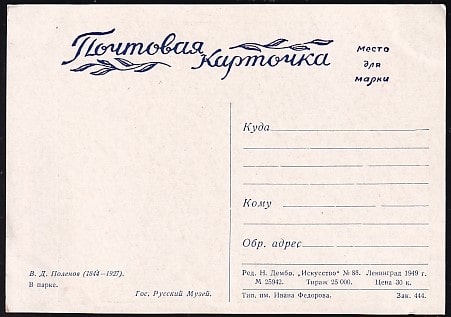 Почтовая
Карточка
Место
для
марки
Куда
Кому
Обр. адрес
В. Д. Поленов (1844—1927).
В парке.
Гос. Русский Музей.
Ред. Н. Дембо. „Искусство“ № 88. Ленинград 1949 г.
М 25942. Тираж 25 000. Цена 30 к.
Тип. им. Ивана Федорова. Зак. 444.